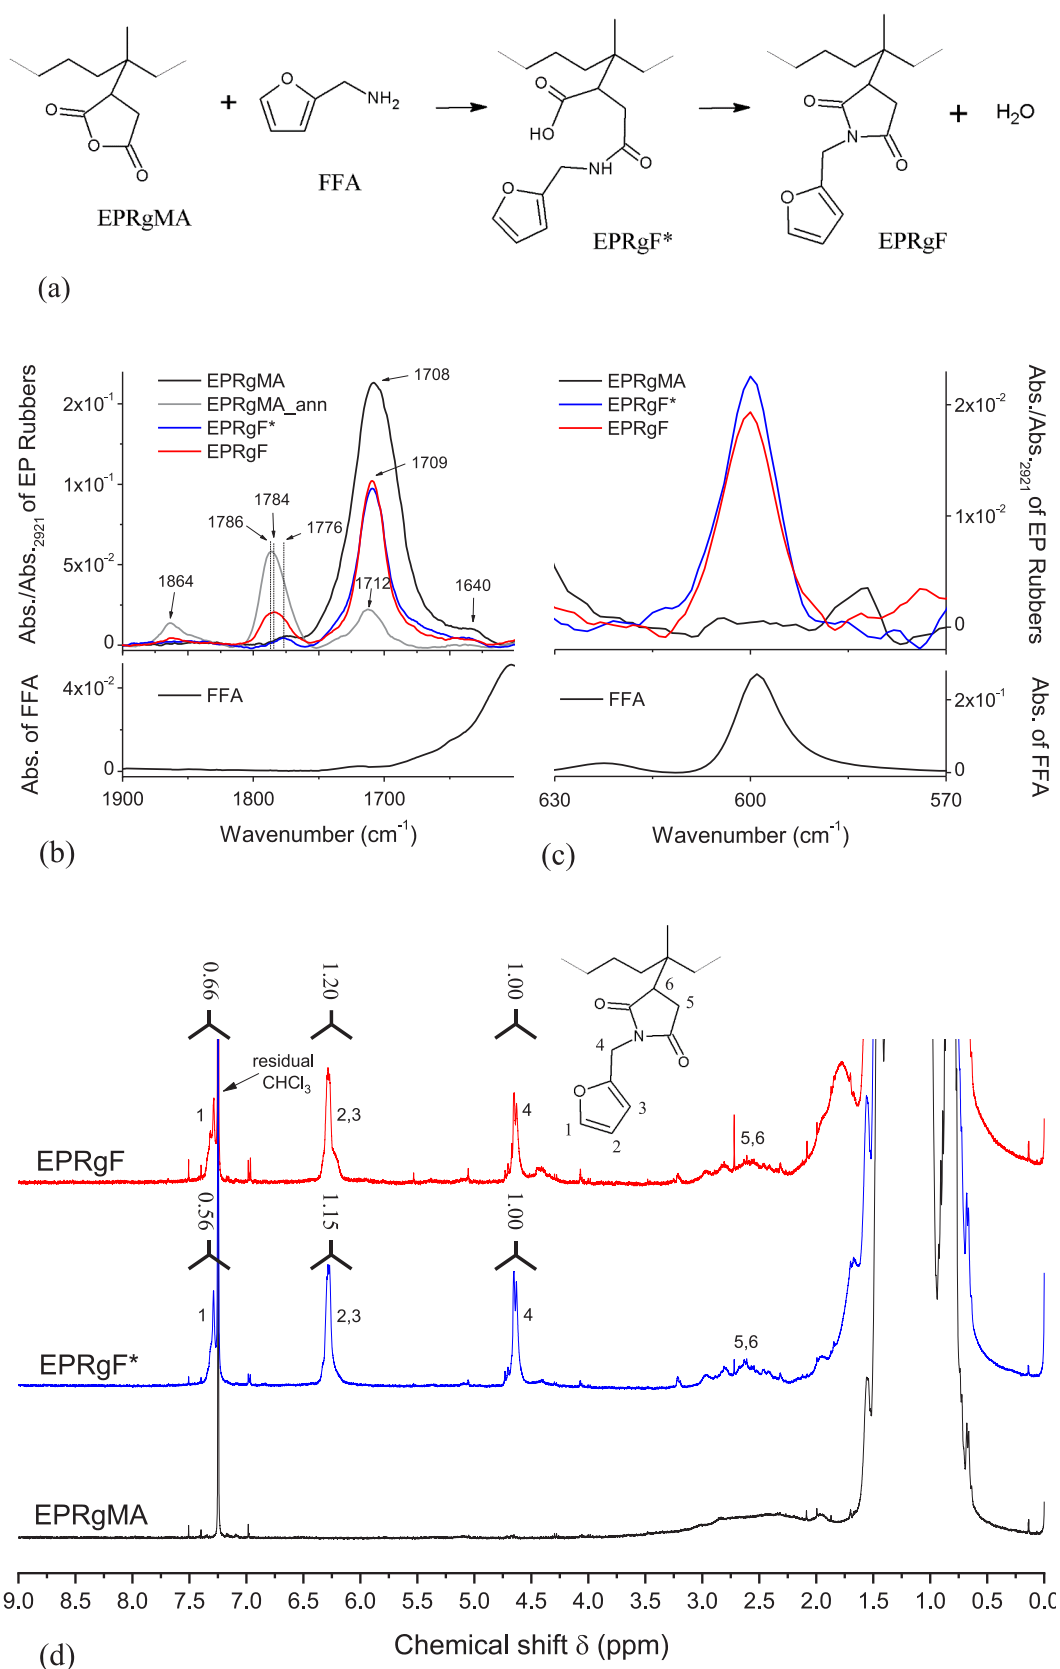 O
O
O
EPRgMA
+
O
NH2
FFA
O
HO
NH
O
O
EPRgF*
O
N
O
O
EPRgF
+
H2O
(a)
Abs./Abs.2921 of EP Rubbers
2x10-1
1x10-1
5x10-2
0
EPRgMA
EPRgMA_ann
EPRgF*
EPRgF
1708
1709
1784
1786
1776
1864
1712
1640
Abs. of FFA
4x10-2
0
FFA
1900
1800
1700
Wavenumber (cm-1)
(b)
EPRgMA
EPRgF*
EPRgF
2x10-2
1x10-2
0
Abs./Abs.2921 of EP Rubbers
FFA
2x10-1
0
Abs. of FFA
630
600
570
Wavenumber (cm-1)
(c)
0.66
1.20
1.00
residual
CHCl3
1
2,3
4
5,6
EPRgF
O
N
O
O
6
5
4
3
2
1
0.56
1.15
1.00
1
2,3
4
5,6
EPRgF*
EPRgMA
9.0 8.5 8.0 7.5 7.0 6.5 6.0 5.5 5.0 4.5 4.0 3.5 3.0 2.5 2.0 1.5 1.0 0.5 0.0
Chemical shift δ (ppm)
(d)